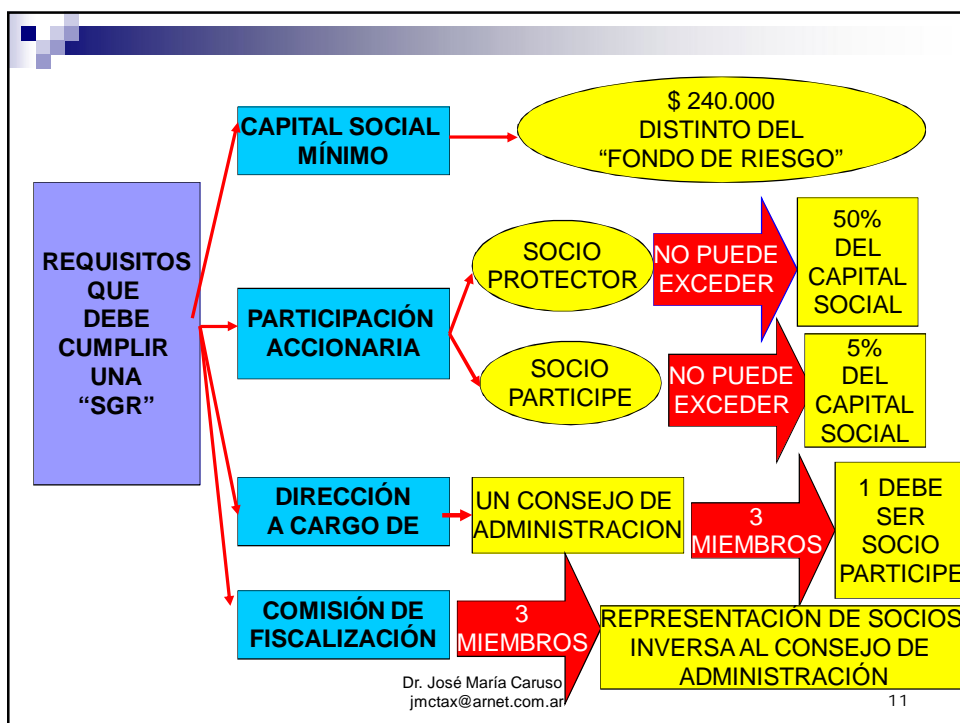 REQUISITOS
QUE
DEBE
CUMPLIR
UNA
“SGR”
CAPITAL SOCIAL
MÍNIMO
$ 240.000
DISTINTO DEL
“FONDO DE RIESGO”
PARTICIPACIÓN
ACCIONARIA
SOCIO
PROTECTOR
NO PUEDE
EXCEDER
50%
DEL
CAPITAL
SOCIAL
SOCIO
PARTICIPE
NO PUEDE
EXCEDER
5%
DEL
CAPITAL
SOCIAL
DIRECCIÓN
A CARGO DE
UN CONSEJO DE
ADMINISTRACION
3
MIEMBROS
1 DEBE
SER
SOCIO
PARTICIPE
COMISIÓN DE
FISCALIZACIÓN
3
MIEMBROS
REPRESENTACIÓN DE SOCIOS
INVERSA AL CONSEJO DE
ADMINISTRACIÓN
Dr. José María Caruso
jmctax@arnet.com.ar
11